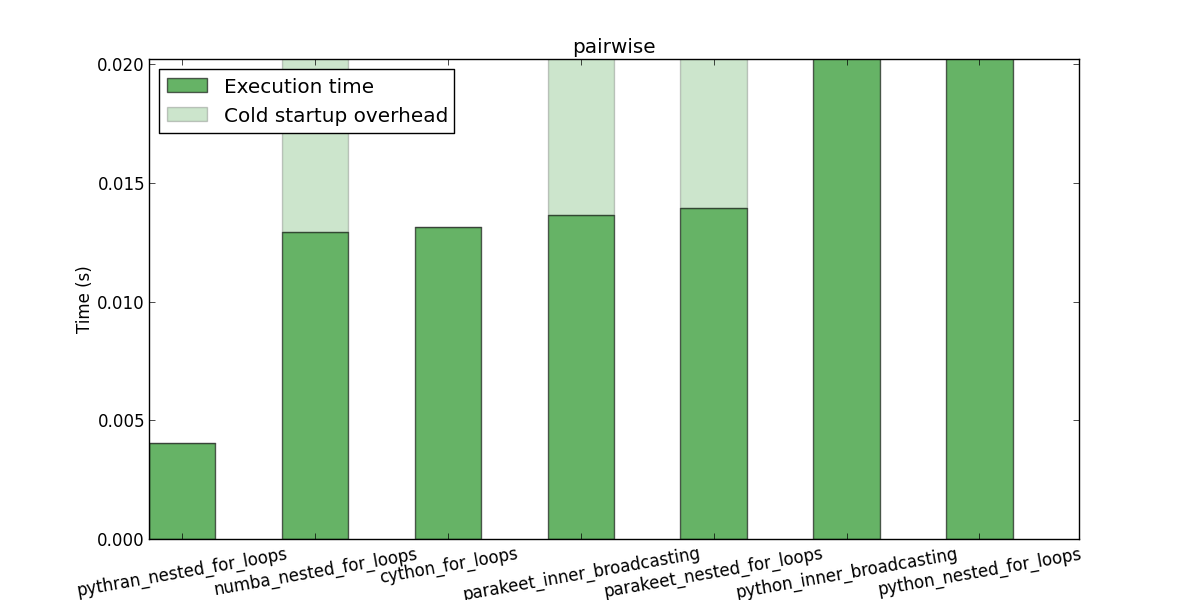 pairwise
0.020
0.015
0.010
0.005
0.000
Time (s)
Execution time
Cold startup overhead
pythran_nested_for_loops
numba_nested_for_loops
cython_for_loops
parakeet_inner_broadcasting
parakeet_nested_for_loops
python_inner_broadcasting
python_nested_for_loops